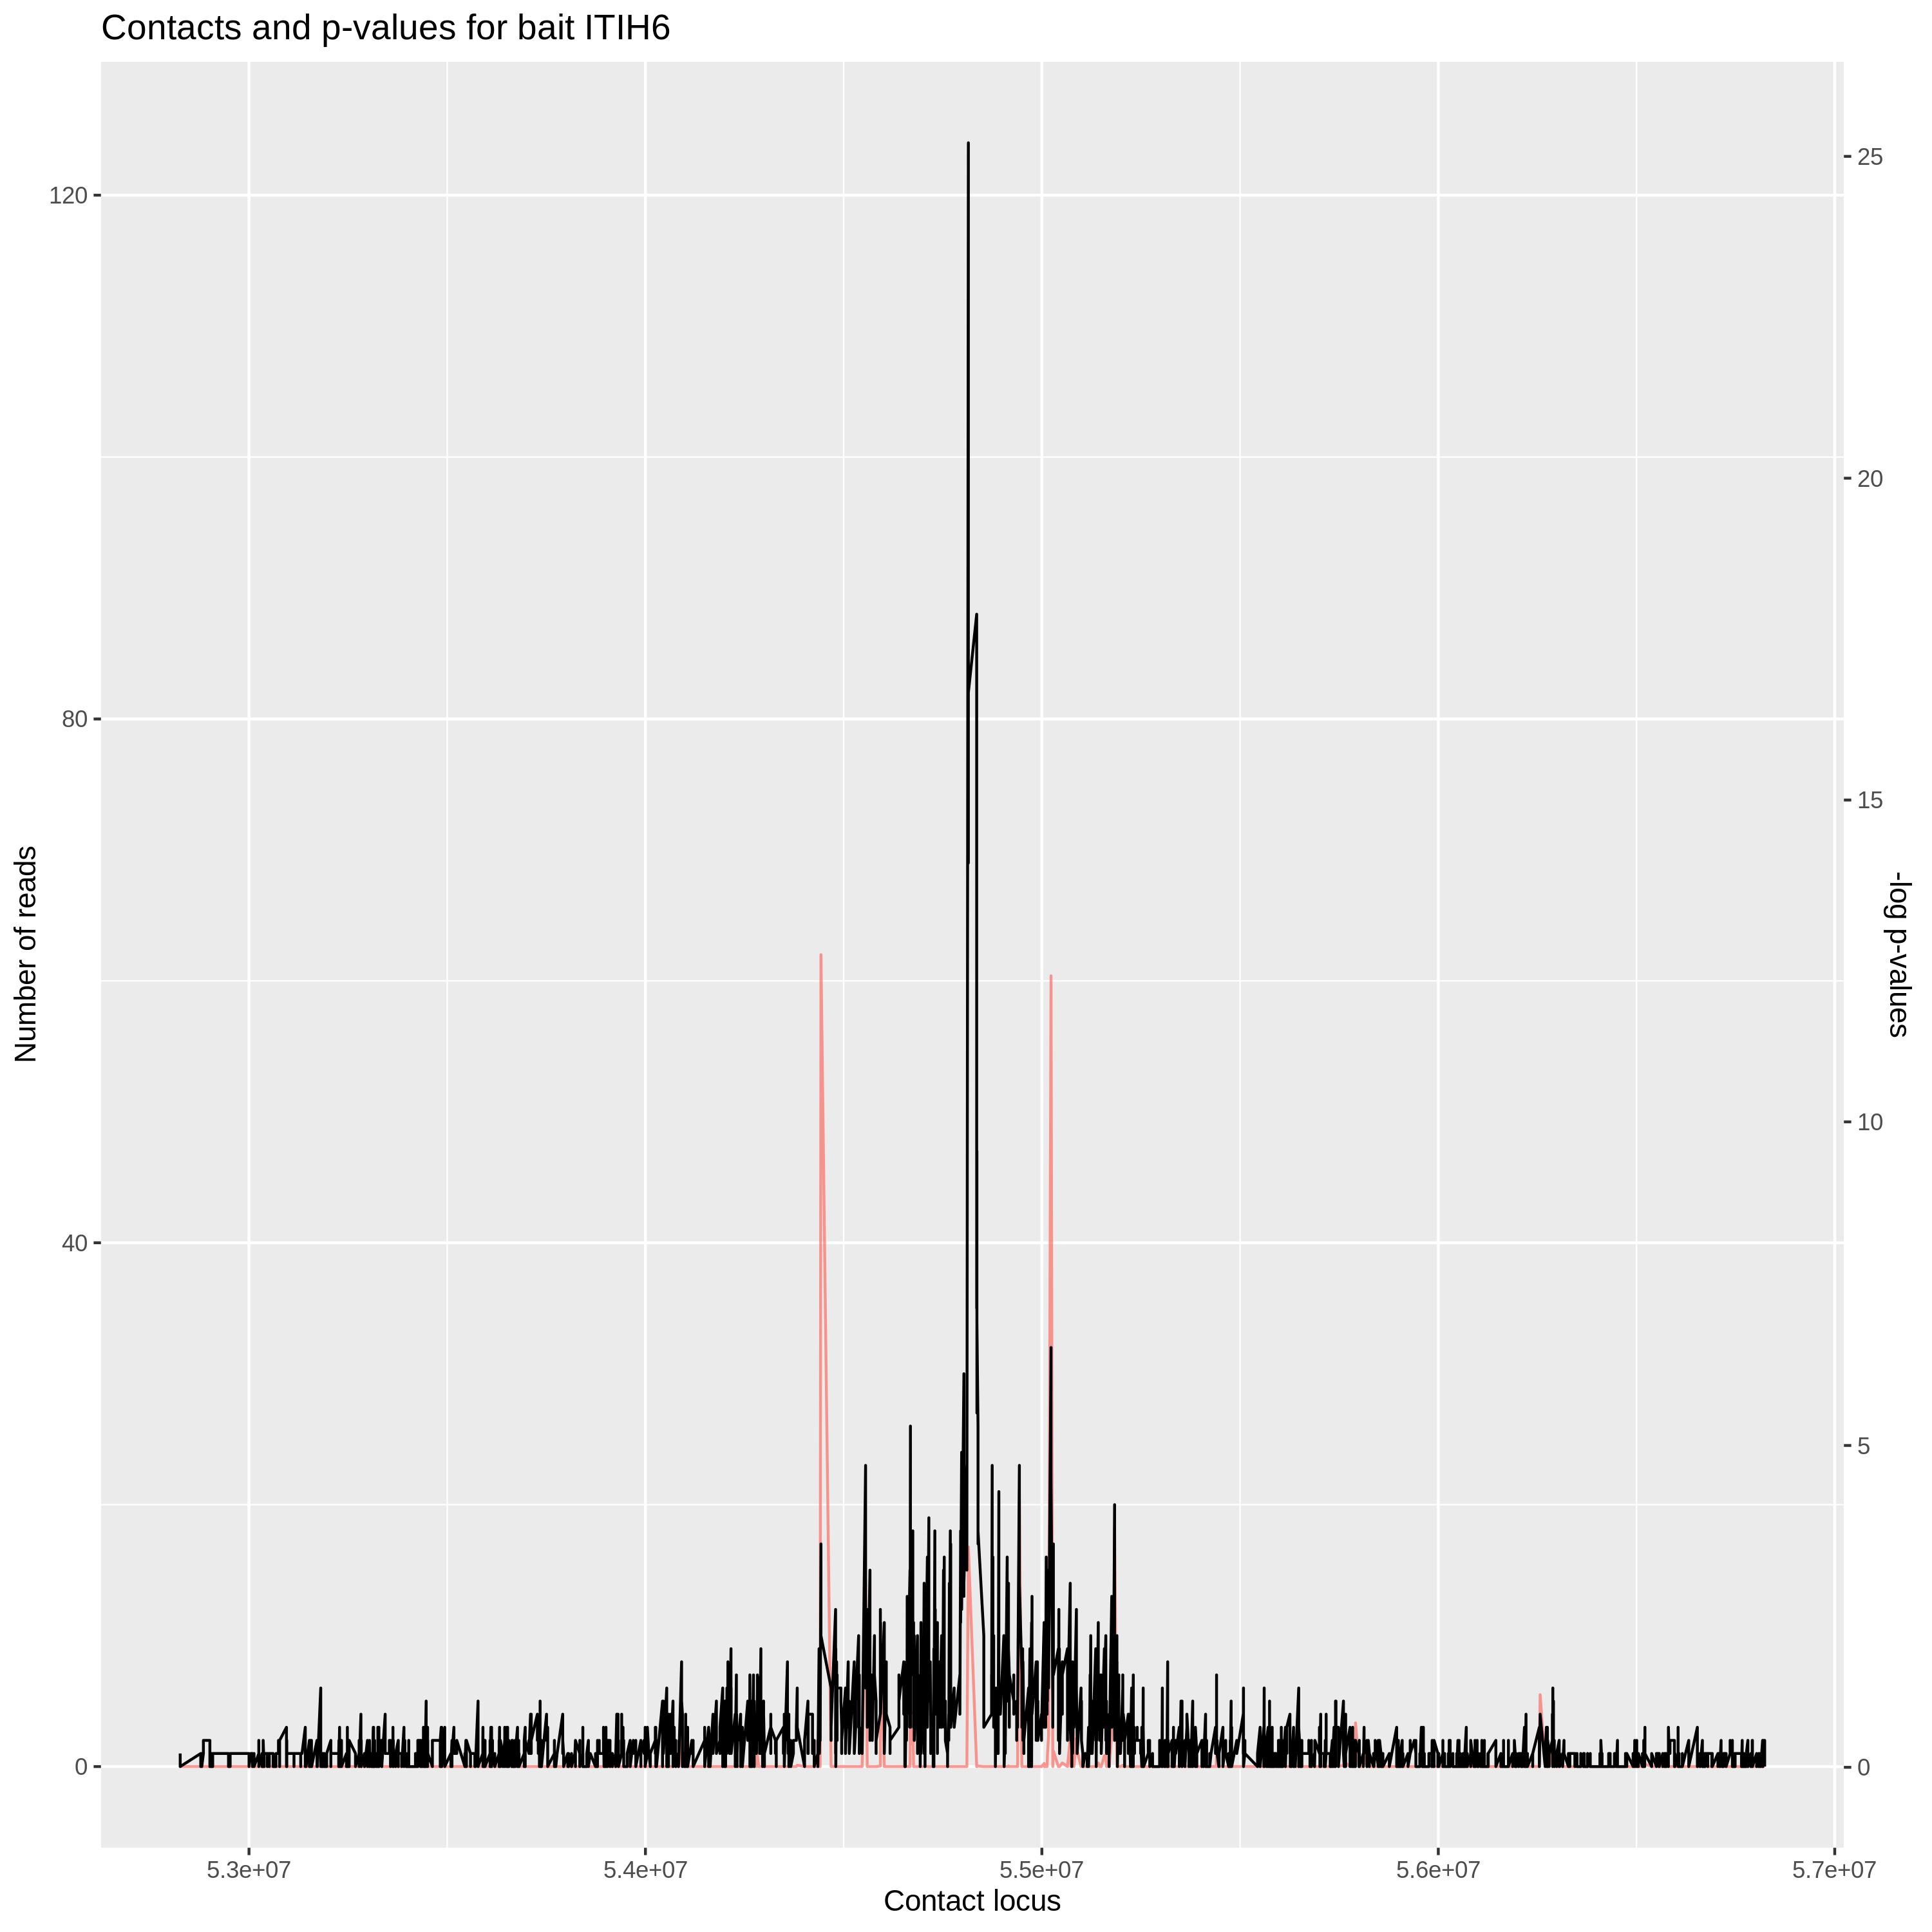 Contacts and p-values for bait ITIH6
120
80
40
0
Number of reads
25
20
15
10
5
0
-log p-values
5.3e+07
5.4e+07
5.5e+07
5.6e+07
5.7e+07
Contact locus